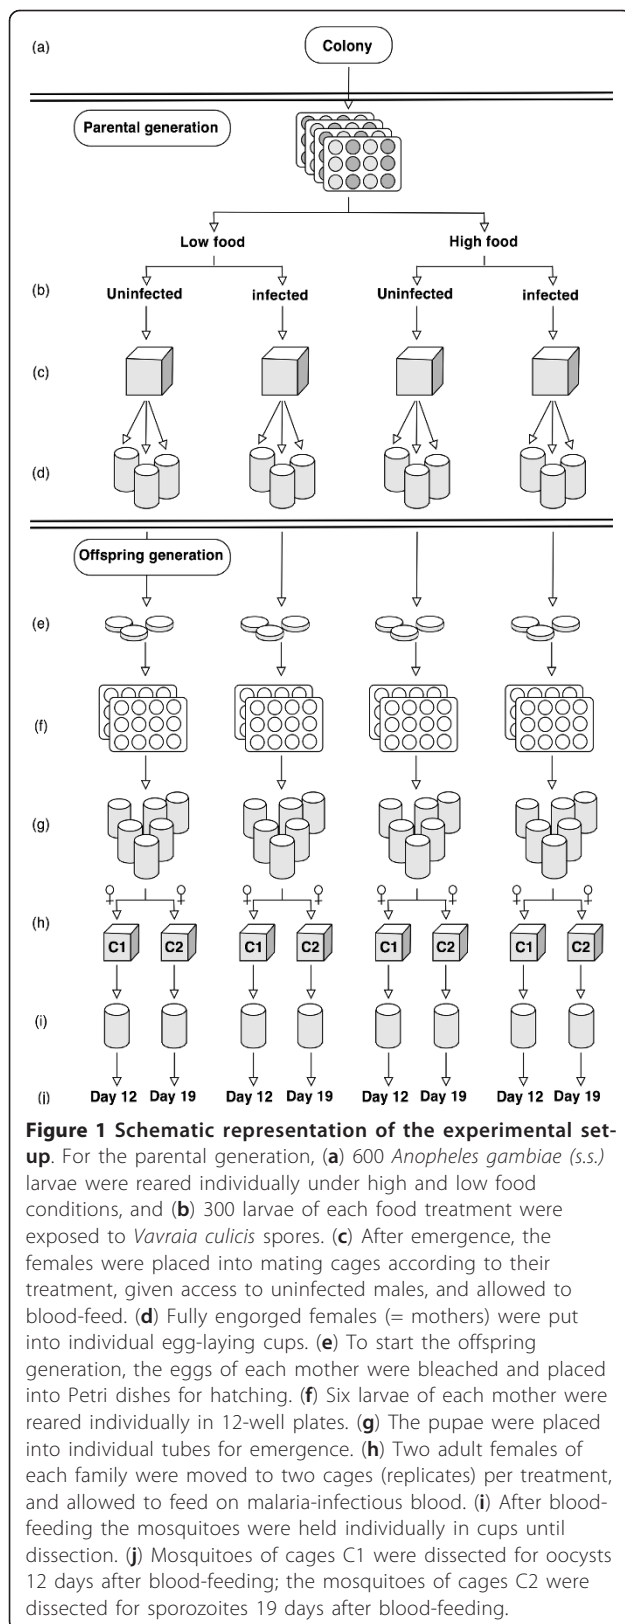 (a) Colony
Parental generation
Low food High food
(b) Uninfected infected Uninfected infected
(c)
(d)
Offspring generation
(e)
(f)
(g)
♀ ♀ ♀ ♀ ♀ ♀ ♀ ♀
(h) C1 C2 C1 C2 C1 C2 C1 C2
(i)
(j) Day 12 Day 19 Day 12 Day 19 Day 12 Day 19 Day 12 Day 19
Figure 1 Schematic representation of the experimental set-
up. For the parental generation, (a) 600 Anopheles gambiae (s.s.)
larvae were reared individually under high and low food
conditions, and (b) 300 larvae of each food treatment were
exposed to Vavraia culicis spores. (c) After emergence, the
females were placed into mating cages according to their
treatment, given access to uninfected males, and allowed to
blood-feed. (d) Fully engorged females (= mothers) were put
into individual egg-laying cups. (e) To start the offspring
generation, the eggs of each mother were bleached and placed
into Petri dishes for hatching. (f) Six larvae of each mother were
reared individually in 12-well plates. (g) The pupae were placed
into individual tubes for emergence. (h) Two adult females of
each family were moved to two cages (replicates) per treatment,
and allowed to feed on malaria-infectious blood. (i) After blood-
feeding the mosquitoes were held individually in cups until
dissection. (j) Mosquitoes of cages C1 were dissected for oocysts
12 days after blood-feeding; the mosquitoes of cages C2 were
dissected for sporozoites 19 days after blood-feeding.